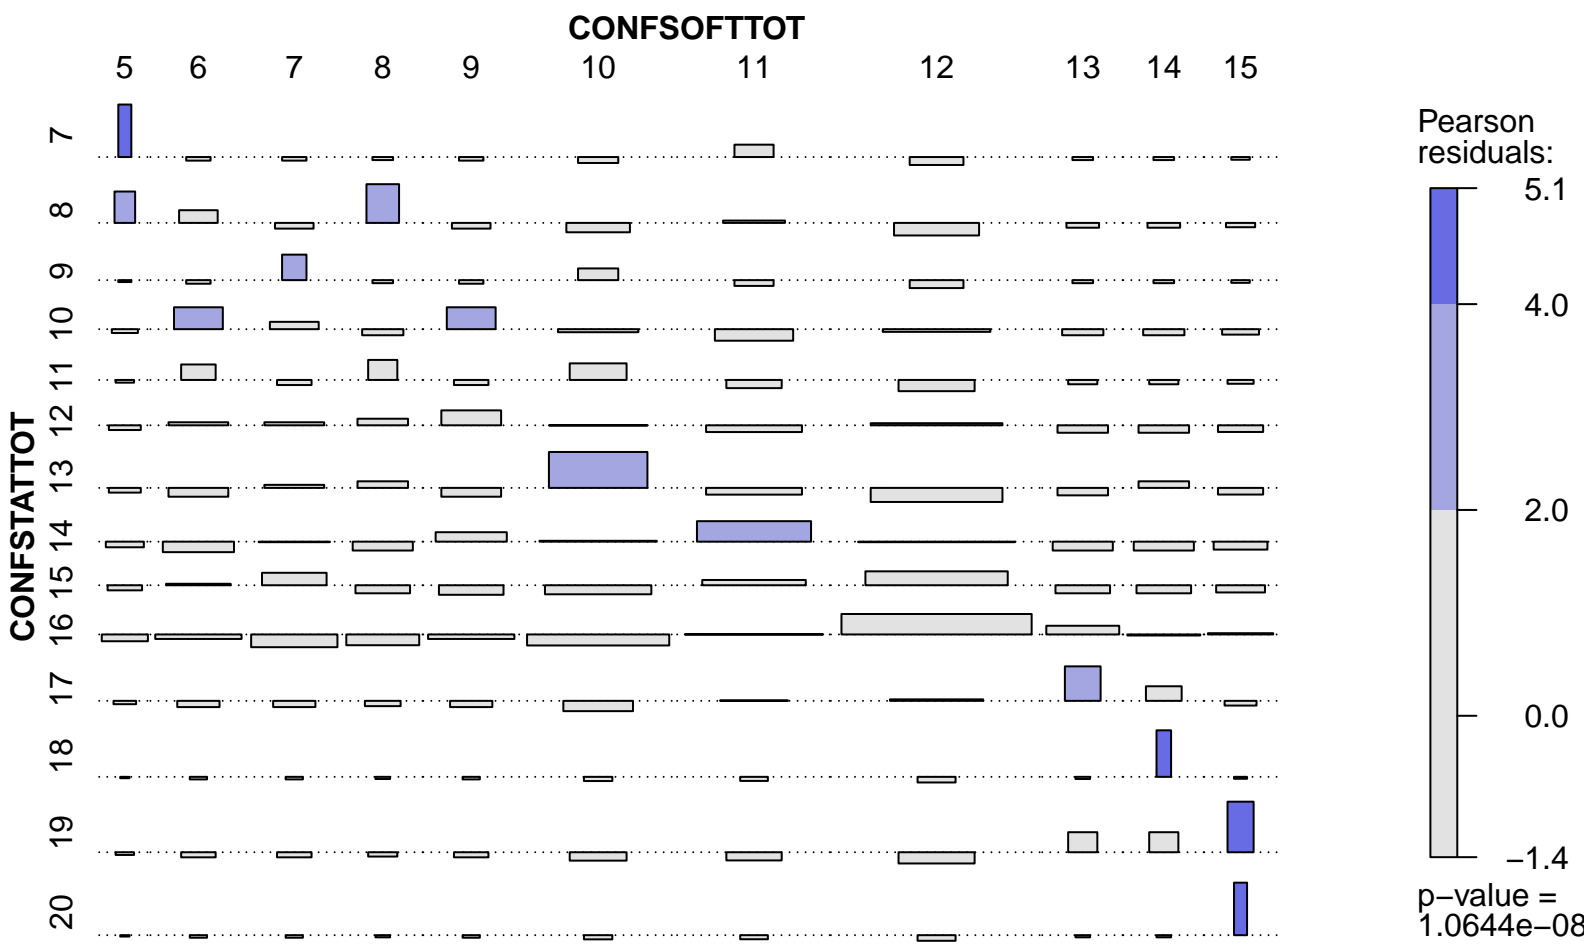 CONFSOFTTOT
5 6 7 8 9 10 11 12 13 14 15
CONFSTATTOT
7
8
9
10
11
12
13
14
15
16
17
18
19
20
Pearson
residuals:
5.1
4.0
2.0
0.0
−1.4
p−value =
1.0644e−08